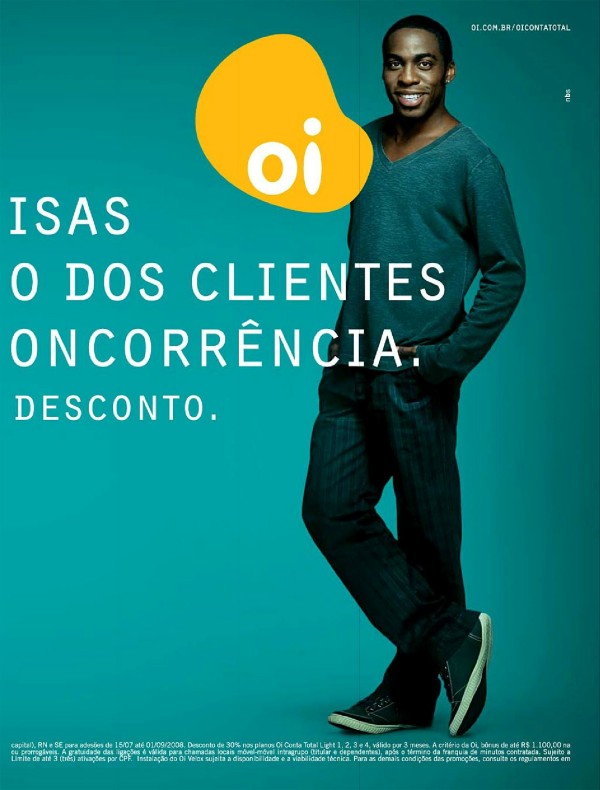 OI.COM.BR/OICONTATOTAL
nbs
oi
ISAS
O DOS CLIENTES
ONCORRÊNCIA.
DESCONTO.
capital), RN e SE para adesões de 15/07 até 01/09/2008. Desconto de 30% nos planos Oi Conta Total Light 1, 2, 3 e 4, válido por 3 meses. A critério da Oi, bônus de até R$ 1.100,00 na
ou prorrogáveis. A gratuidade das ligações é válida para chamadas locais móvel-móvel intragrupo (titular e dependentes), após o término da franquia de minutos contratada. Sujeito a
Limite de até 3 (três) ativações por CPF. Instalação do Oi Velox sujeita a disponibilidade e a viabilidade técnica. Para as demais condições das promoções, consulte os regulamentos em